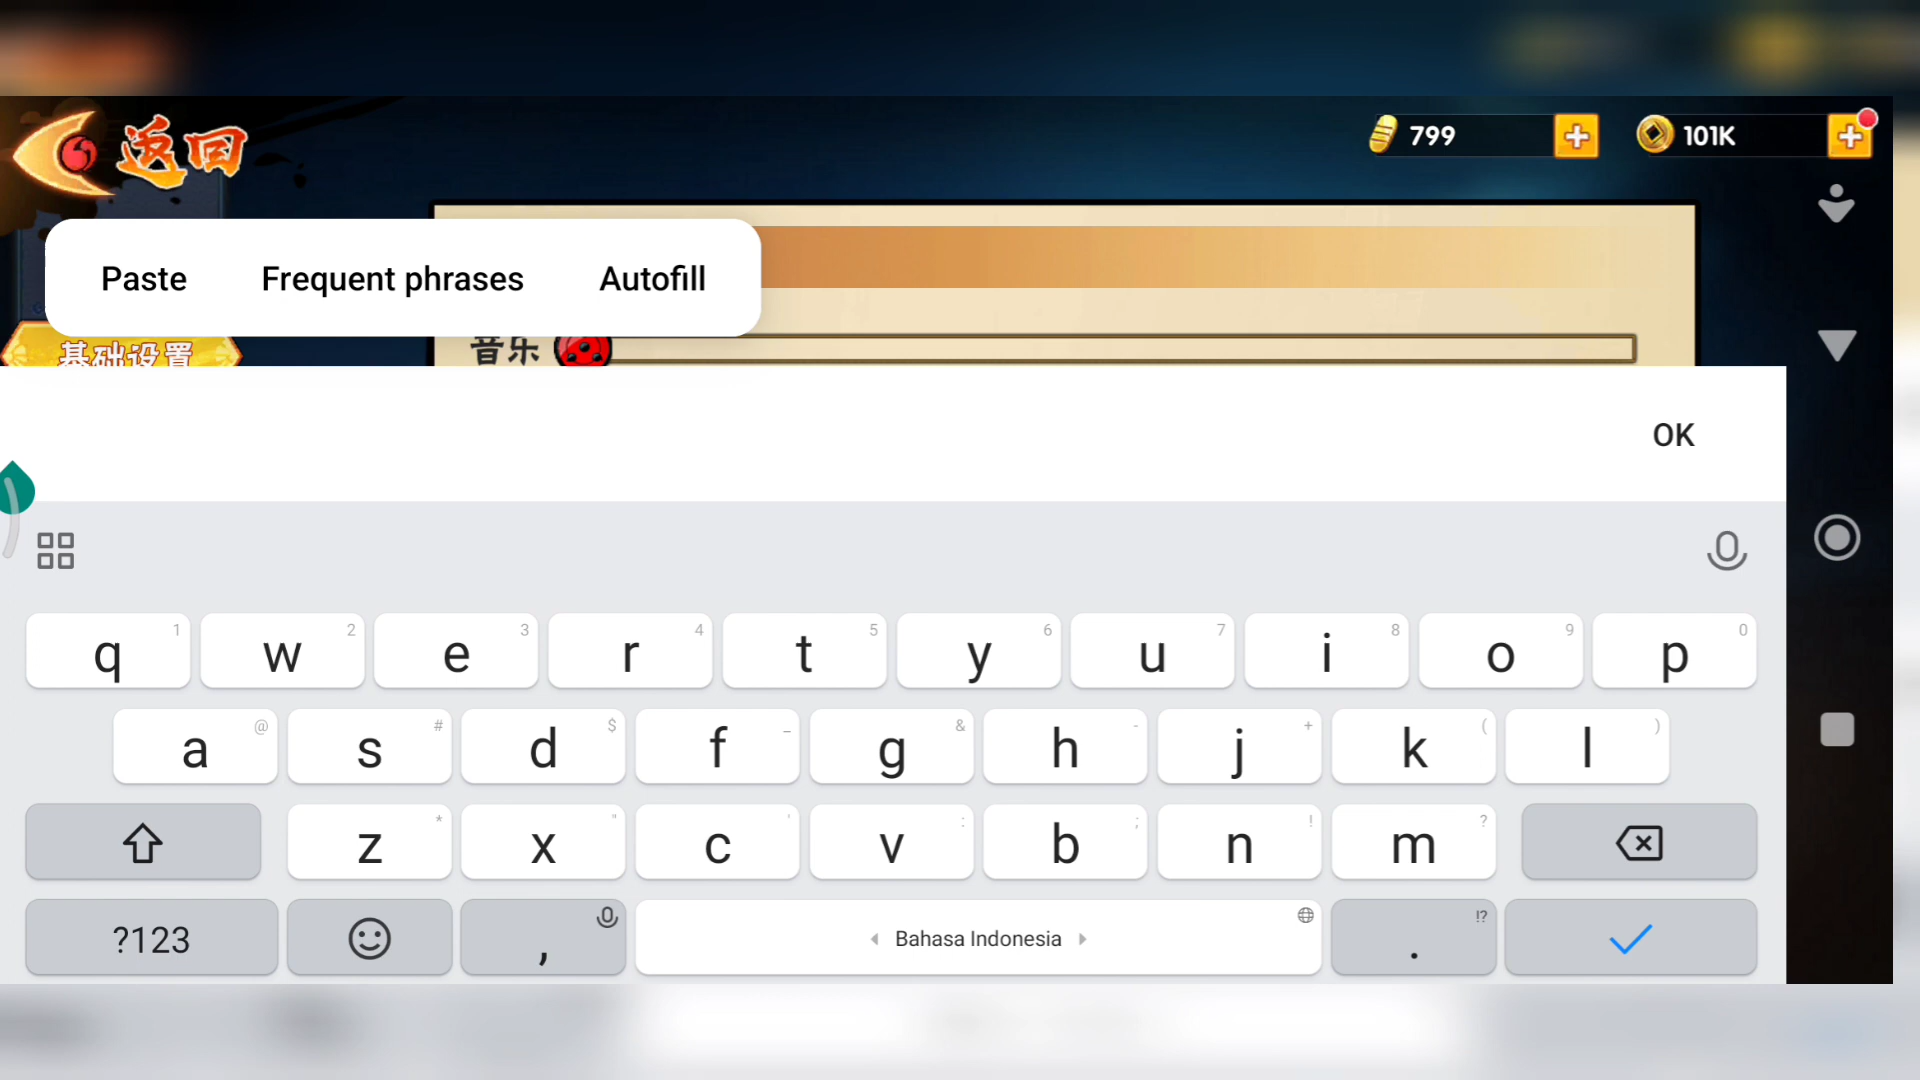 返回
799
101K
Paste Frequent phrases Autofill
基础设置
音乐
OK
q 1 w 2 e 3 r 4 t 5 y 6 u 7 i 8 o 9 p 0
a @ s # d $ f _ g & h - j + k ( l )
z * x " c ' v : b ; n ! m ?
?123 , Bahasa Indonesia . !?